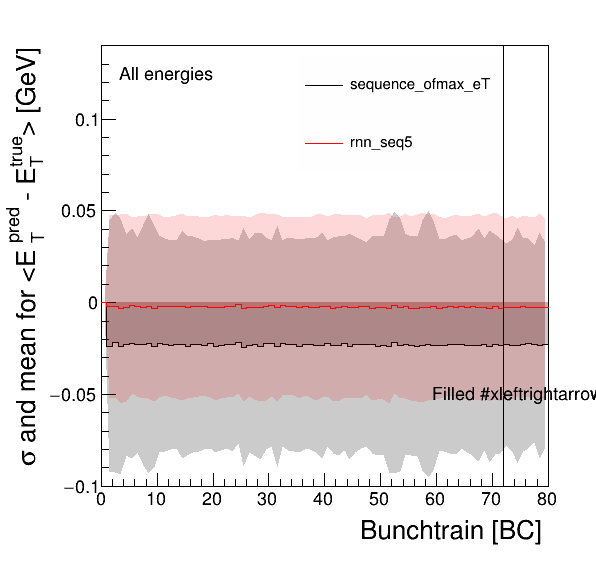 All energies
sequence_ofmax_eT
rnn_seq5
σ and mean for <E_T^pred - E_T^true> [GeV]
0.1
0.05
0
−0.05
−0.1
Filled #xleftrightarrow
0 10 20 30 40 50 60 70 80
Bunchtrain [BC]